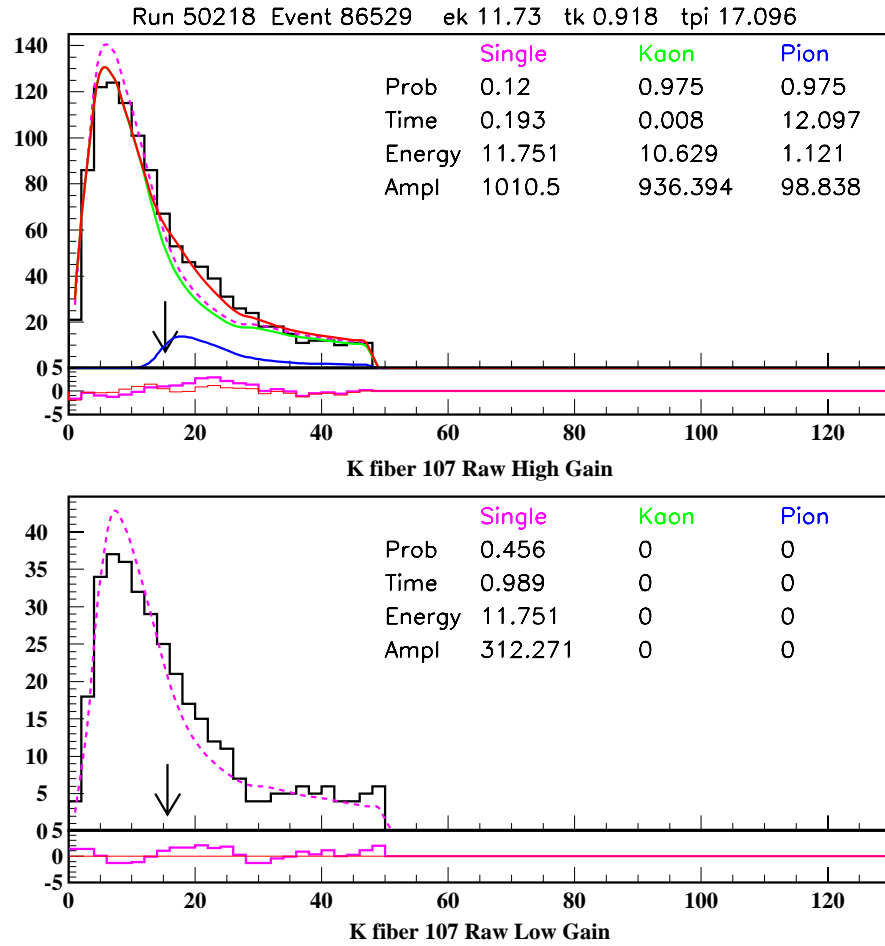 Run 50218 Event 86529 ek 11.73 tk 0.918 tpi 17.096
140
120
100
80
60
40
20
0
Single Kaon Pion
Prob 0.12 0.975 0.975
Time 0.193 0.008 12.097
Energy 11.751 10.629 1.121
Ampl 1010.5 936.394 98.838
5
0
-5
0 20 40 60 80 100 120
K fiber 107 Raw High Gain
40
35
30
25
20
15
10
5
0
Single Kaon Pion
Prob 0.456 0 0
Time 0.989 0 0
Energy 11.751 0 0
Ampl 312.271 0 0
5
0
-5
0 20 40 60 80 100 120
K fiber 107 Raw Low Gain